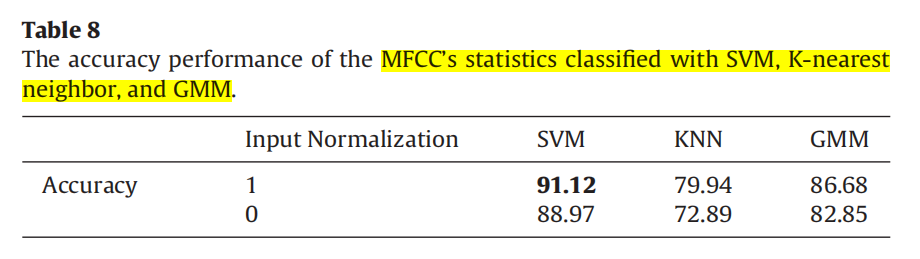 Table 8
The accuracy performance of the MFCC's statistics classified with SVM, K-nearest
neighbor, and GMM.
Input Normalization SVM KNN GMM
Accuracy 1 91.12 79.94 86.68
0 88.97 72.89 82.85